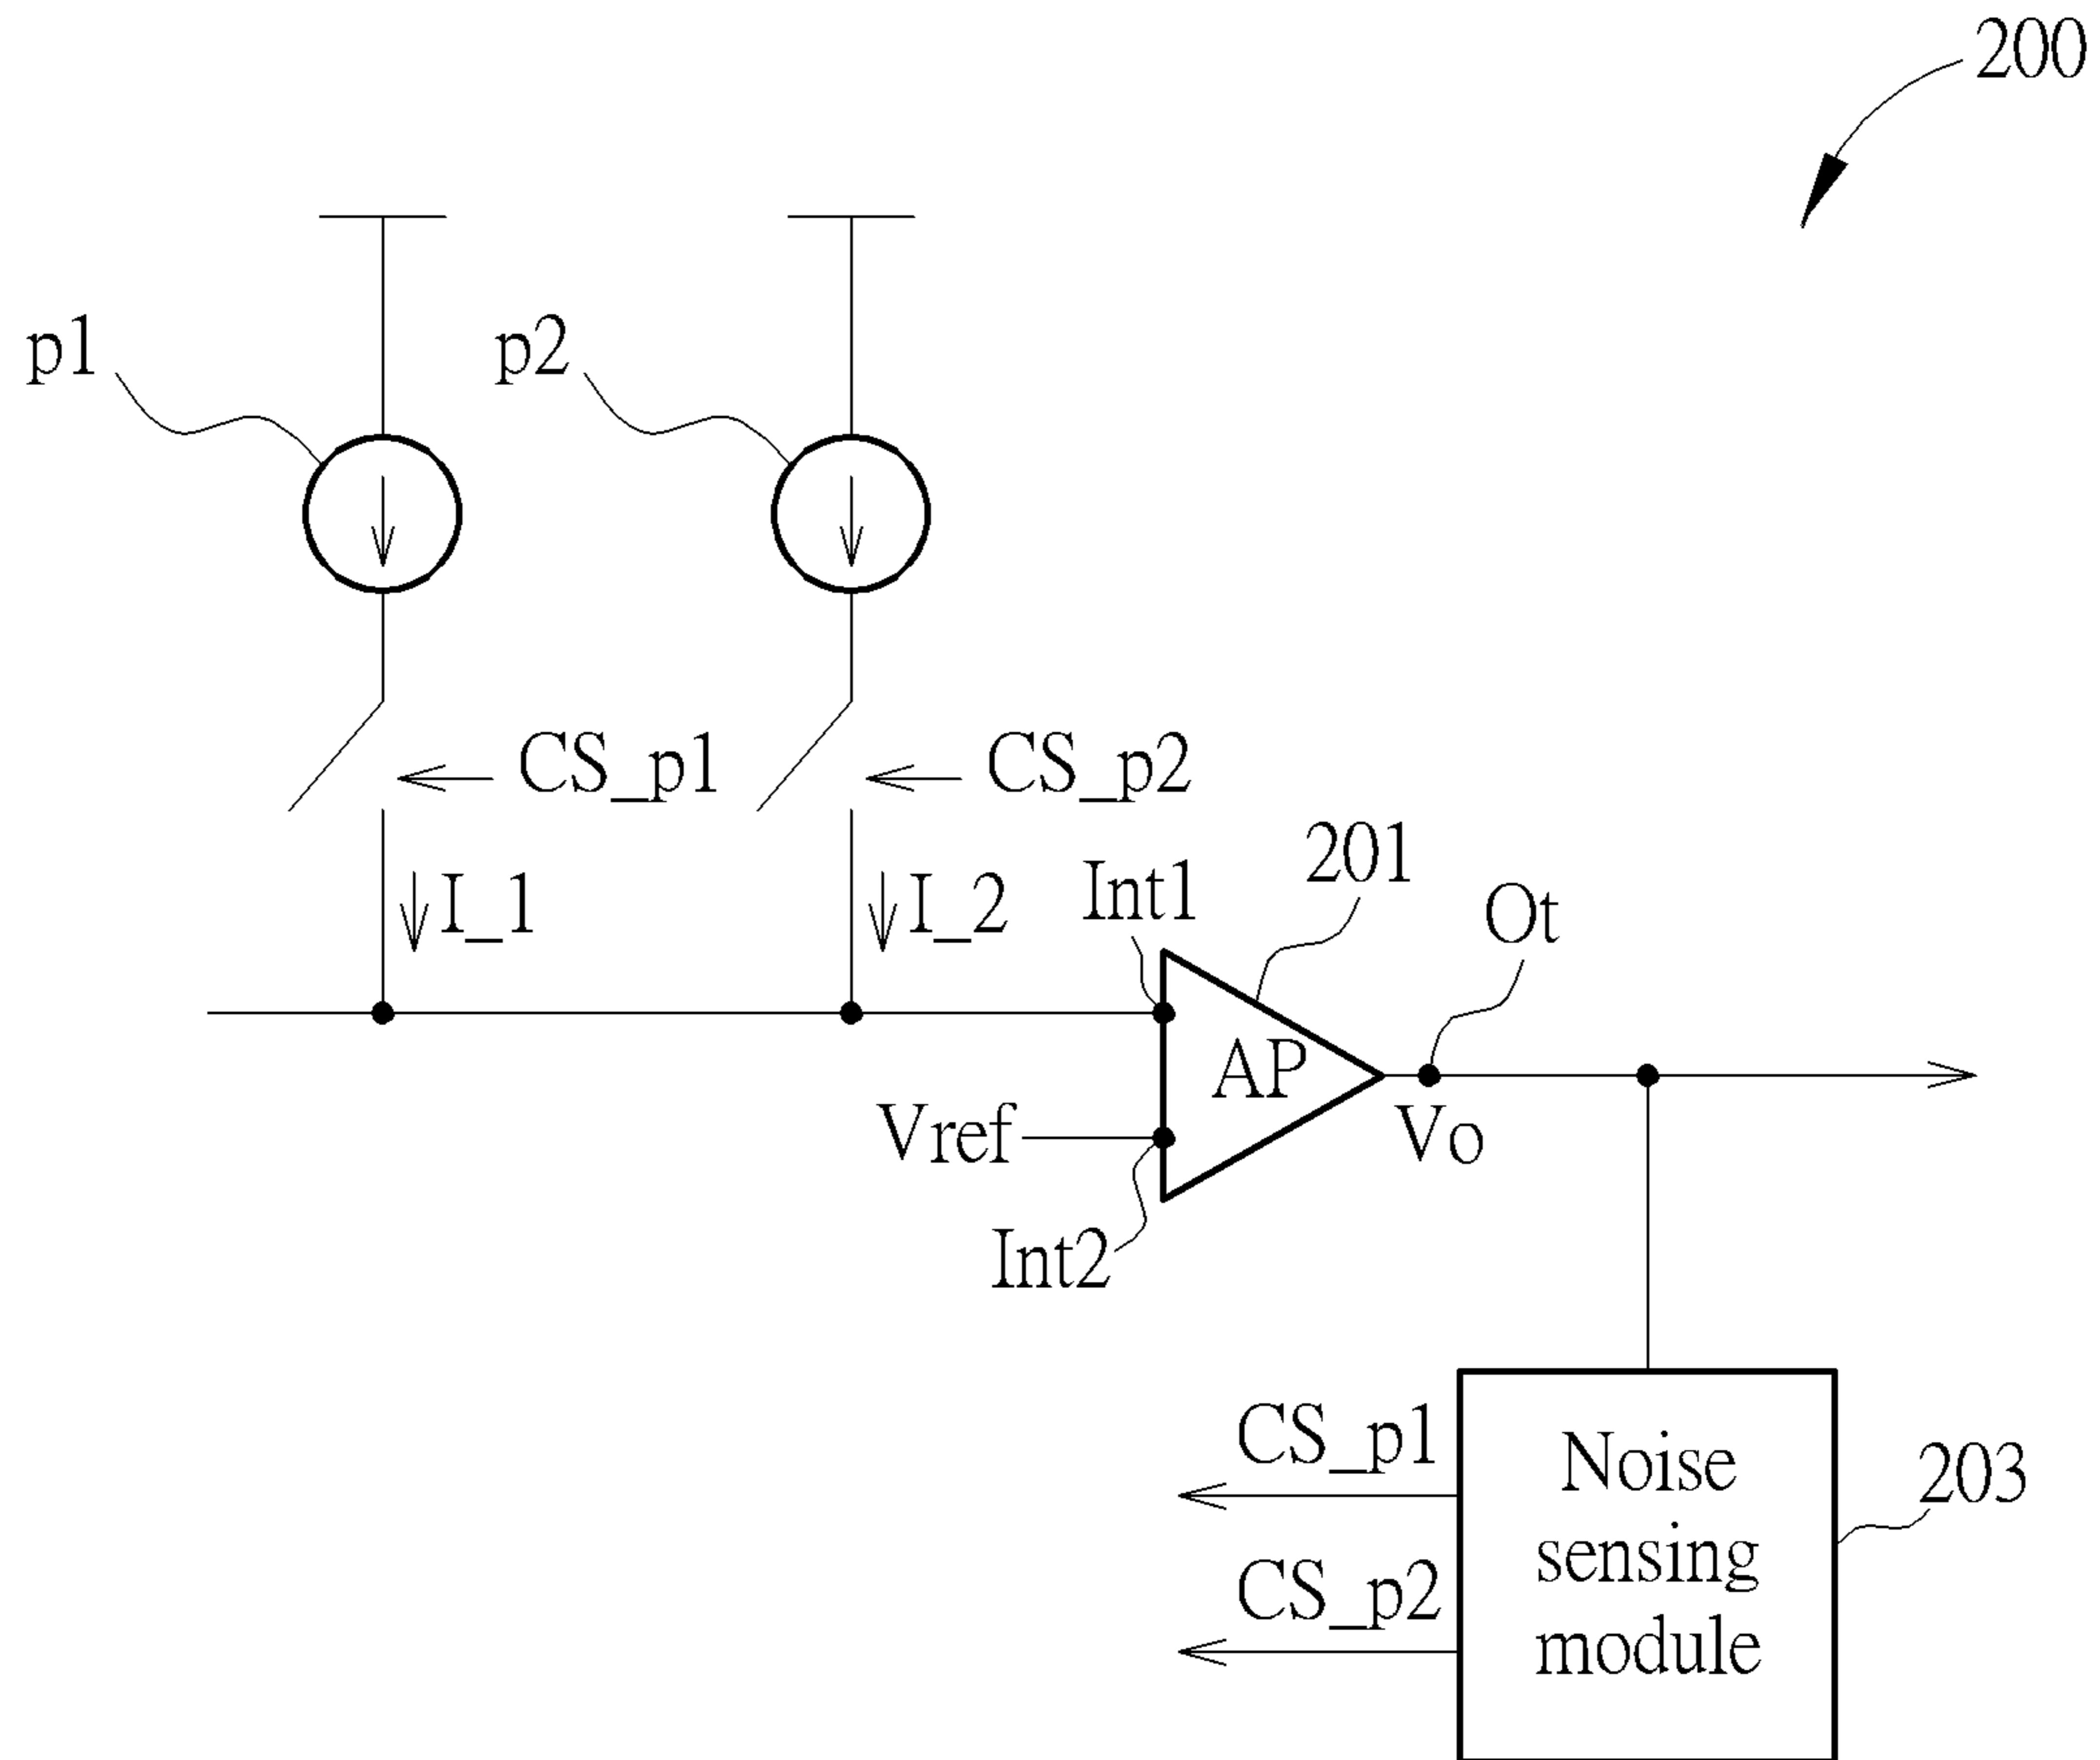 200
p1
p2
CS_p1
CS_p2
I_1
I_2
Int1
201
Ot
AP
Vref
Vo
Int2
CS_p1
CS_p2
Noise
sensing
module
203